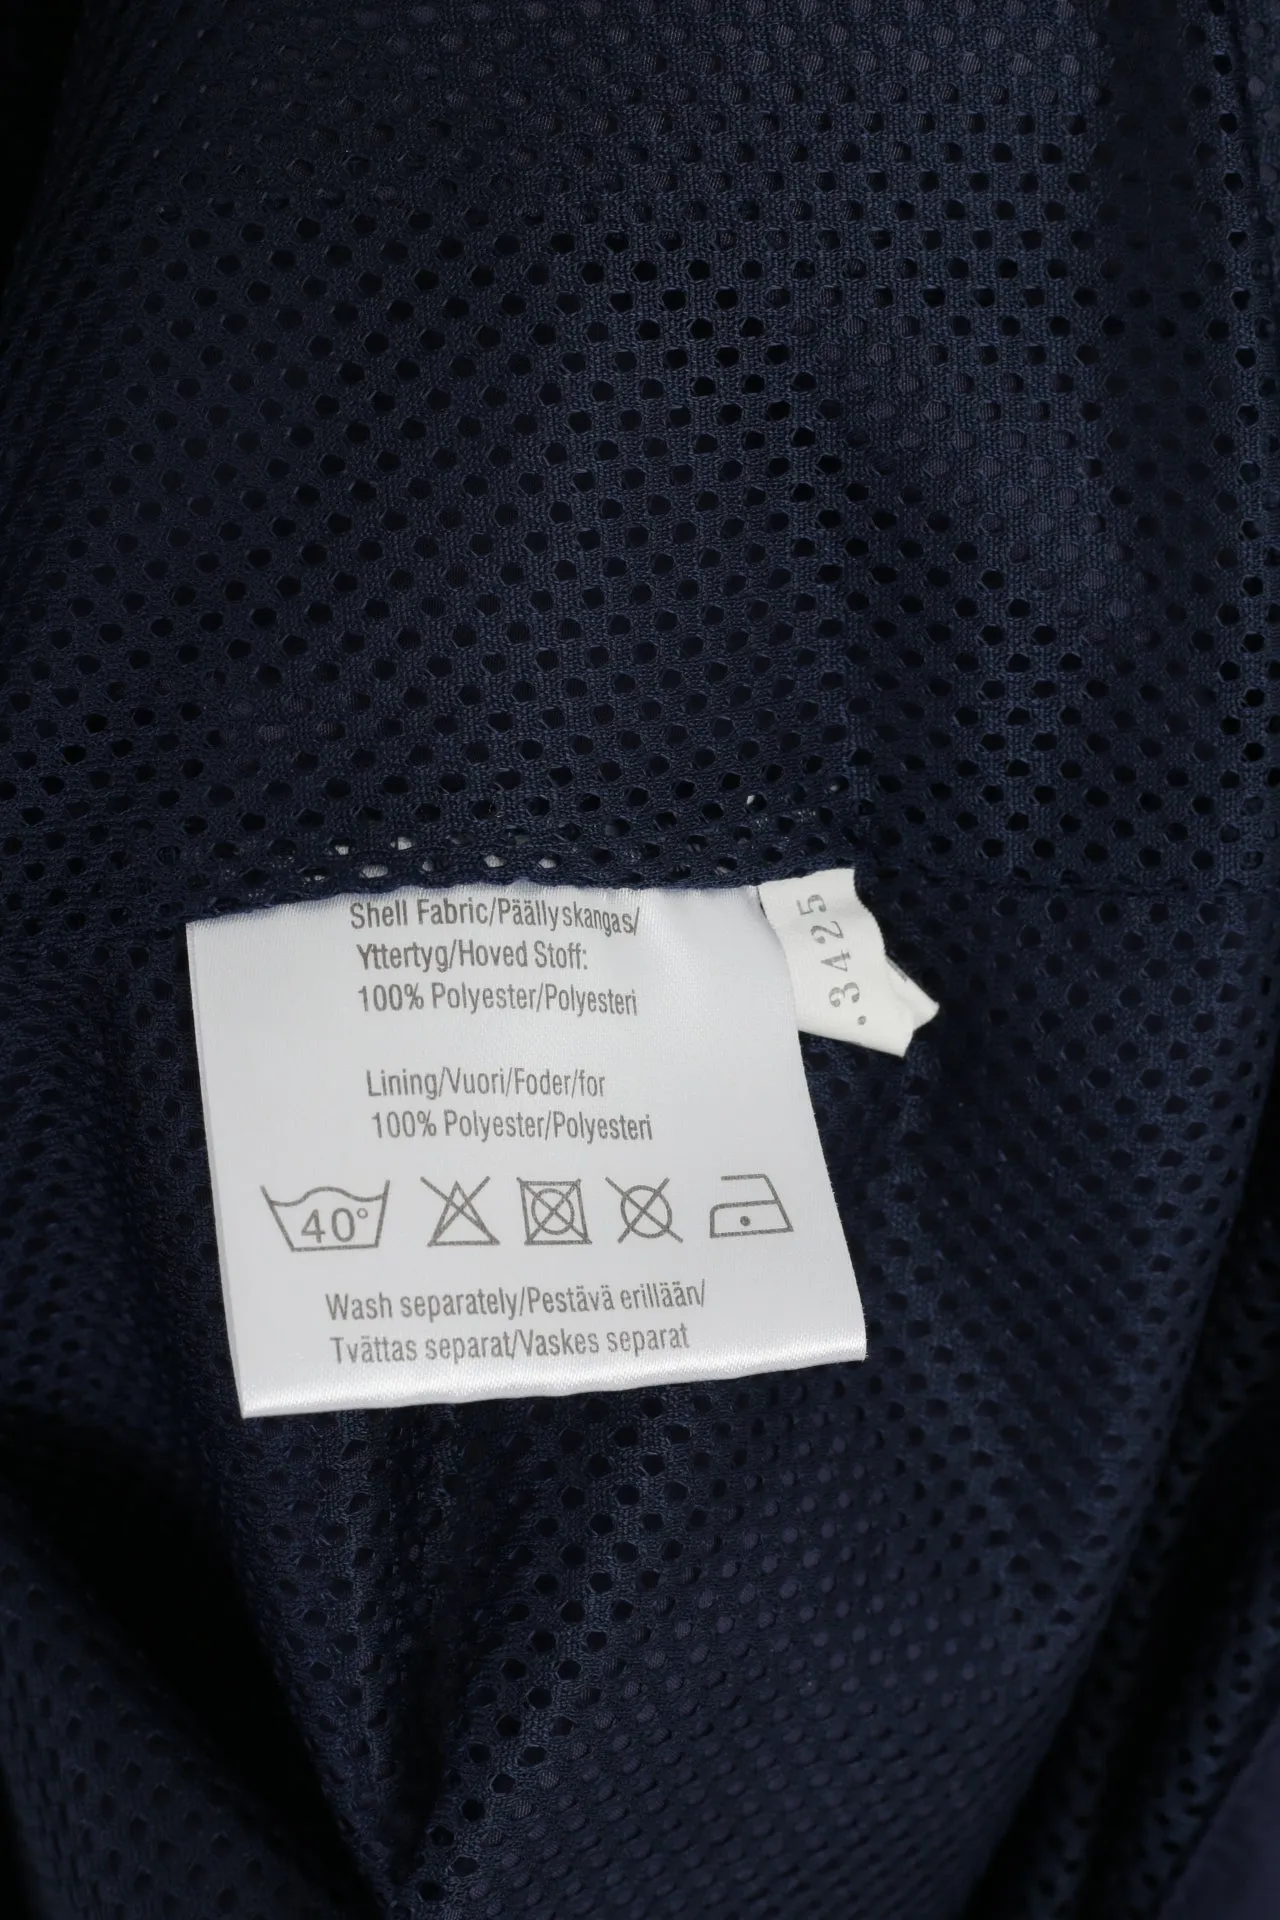 Shell Fabric/Päällyskangas/
Yttertyg/Hoved Stoff:
100% Polyester/Polyesteri
Lining/Vuori/Foder/for
100% Polyester/Polyesteri
40°
Wash separately/Pestävä erillään/
Tvättas separat/Vaskes separat
.3425